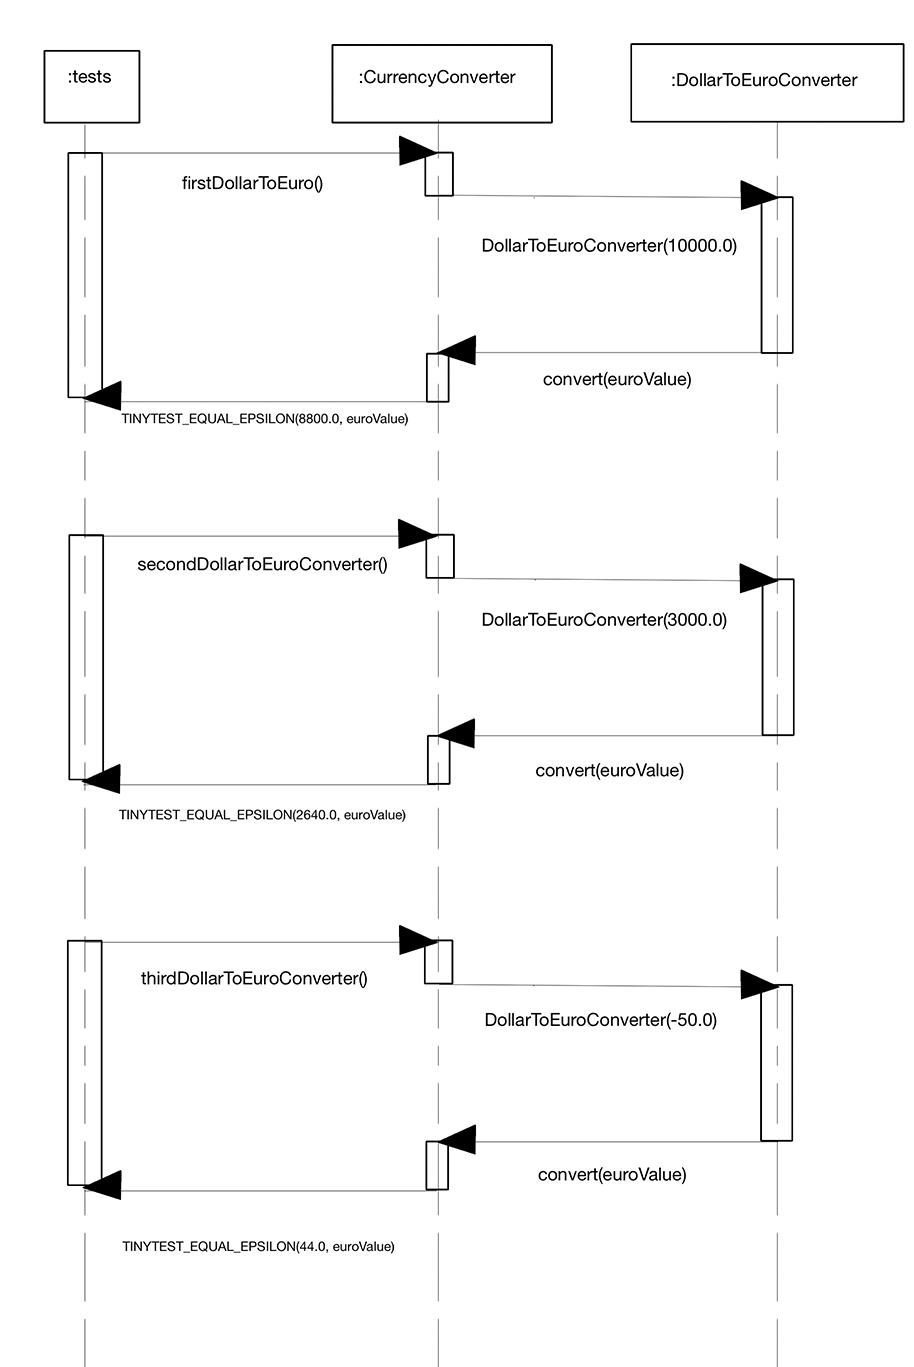 :tests
:CurrencyConverter
:DollarToEuroConverter
firstDollarToEuro()
DollarToEuroConverter(10000.0)
convert(euroValue)
TINYTEST_EQUAL_EPSILON(8800.0, euroValue)
secondDollarToEuroConverter()
DollarToEuroConverter(3000.0)
convert(euroValue)
TINYTEST_EQUAL_EPSILON(2640.0, euroValue)
thirdDollarToEuroConverter()
DollarToEuroConverter(-50.0)
convert(euroValue)
TINYTEST_EQUAL_EPSILON(44.0, euroValue)